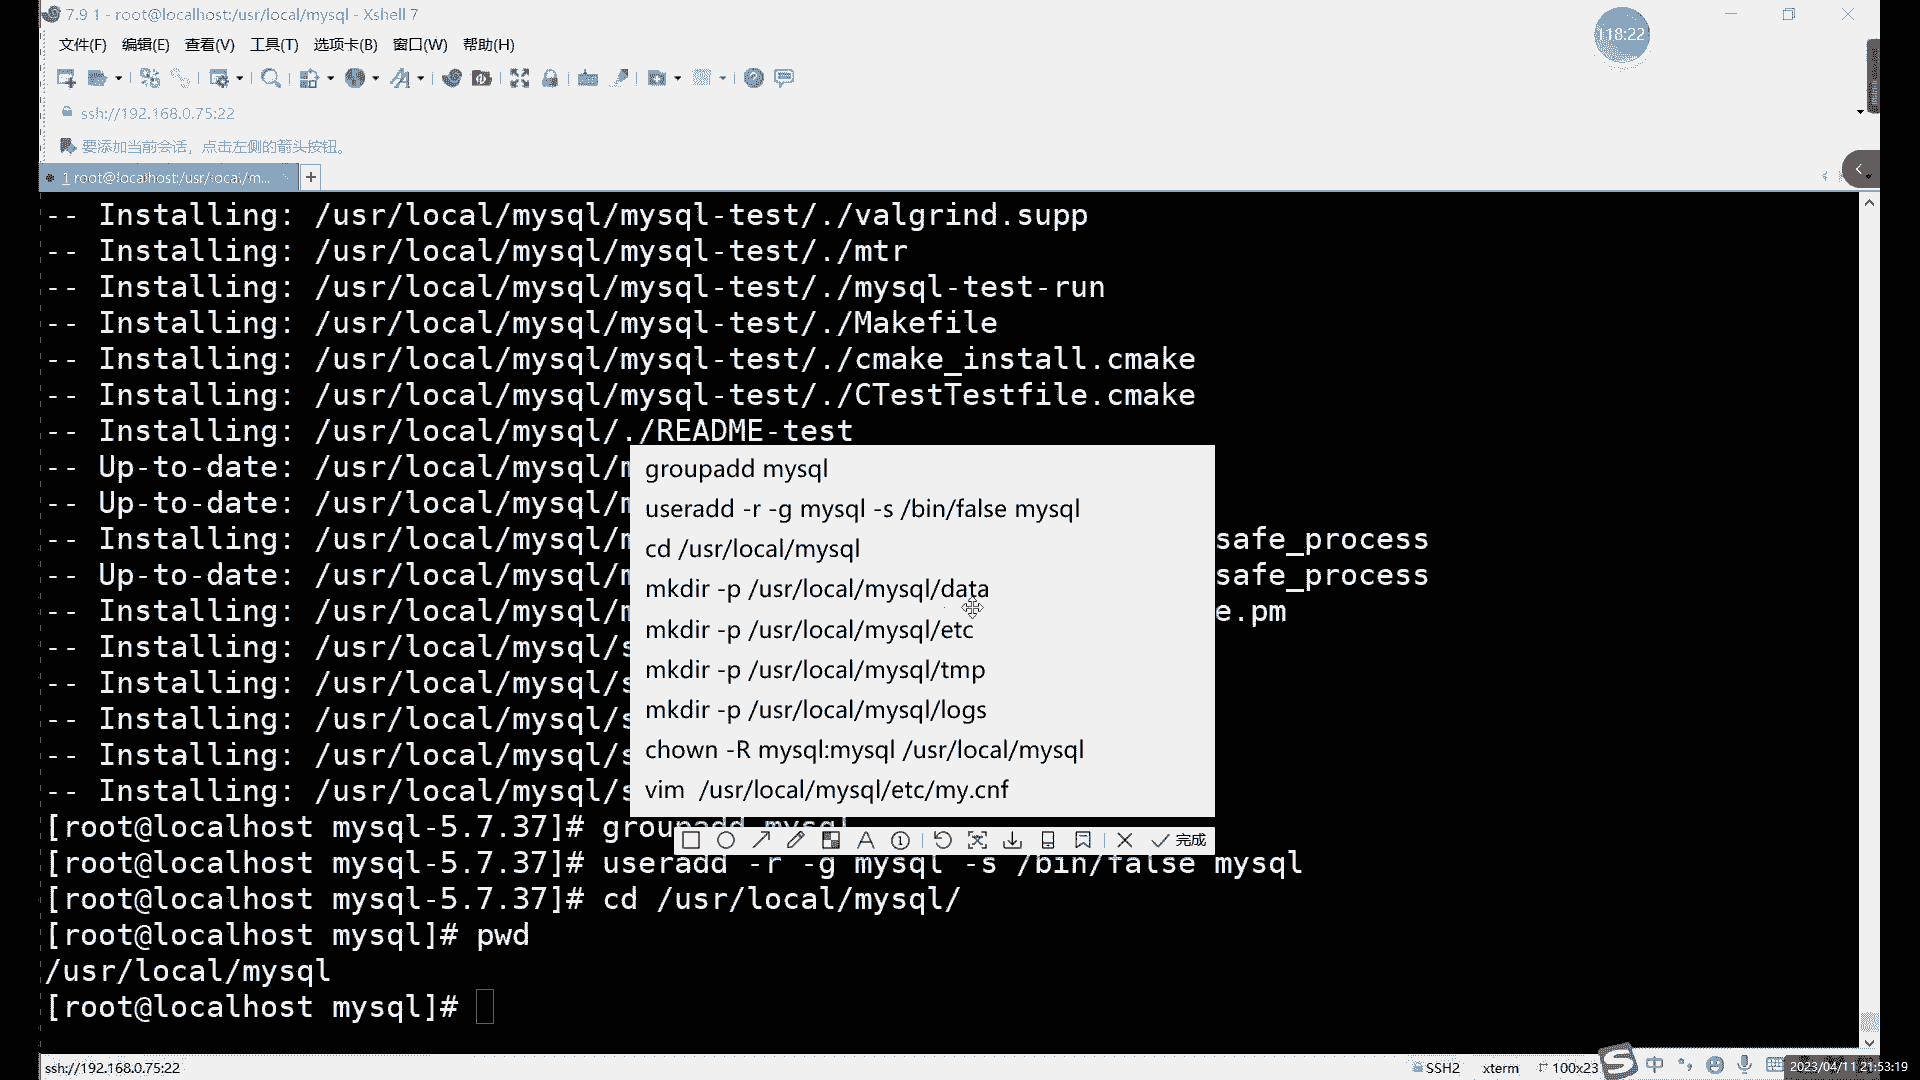 7.9 1 - root@localhost:/usr/local/mysql - Xshell 7
118:22
文件(F) 编辑(E) 查看(V) 工具(T) 选项卡(B) 窗口(W) 帮助(H)
ssh://192.168.0.75:22
要添加当前会话，点击左侧的箭头按钮。
1 root@localhost:/usr/local/m... +
-- Installing: /usr/local/mysql/mysql-test/./valgrind.supp
-- Installing: /usr/local/mysql/mysql-test/./mtr
-- Installing: /usr/local/mysql/mysql-test/./mysql-test-run
-- Installing: /usr/local/mysql/mysql-test/./Makefile
-- Installing: /usr/local/mysql/mysql-test/./cmake_install.cmake
-- Installing: /usr/local/mysql/mysql-test/./CTestTestfile.cmake
-- Installing: /usr/local/mysql/./README-test
-- Up-to-date: /usr/local/mysql/m
-- Up-to-date: /usr/local/mysql/m
-- Installing: /usr/local/mysql/m safe_process
-- Up-to-date: /usr/local/mysql/m safe_process
-- Installing: /usr/local/mysql/m e.pm
-- Installing: /usr/local/mysql/s
-- Installing: /usr/local/mysql/s
-- Installing: /usr/local/mysql/s
-- Installing: /usr/local/mysql/s
-- Installing: /usr/local/mysql/s
groupadd mysql
useradd -r -g mysql -s /bin/false mysql
cd /usr/local/mysql
mkdir -p /usr/local/mysql/data
mkdir -p /usr/local/mysql/etc
mkdir -p /usr/local/mysql/tmp
mkdir -p /usr/local/mysql/logs
chown -R mysql:mysql /usr/local/mysql
vim  /usr/local/mysql/etc/my.cnf
完成
[root@localhost mysql-5.7.37]# groupadd mysql
[root@localhost mysql-5.7.37]# useradd -r -g mysql -s /bin/false mysql
[root@localhost mysql-5.7.37]# cd /usr/local/mysql/
[root@localhost mysql]# pwd
/usr/local/mysql
[root@localhost mysql]#
ssh://192.168.0.75:22 SSH2 xterm 100x23 中 2023/04/11 21:53:19